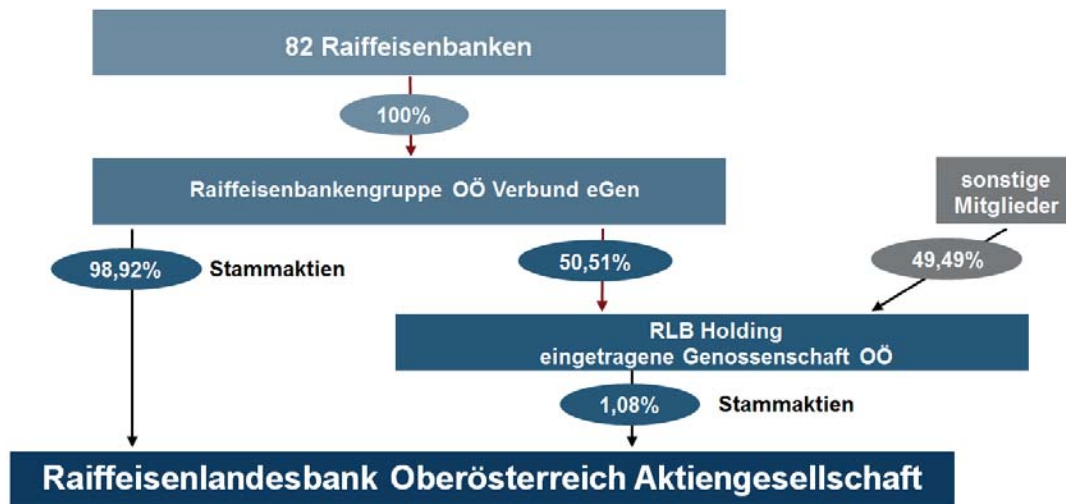 82 Raiffeisenbanken
100%
Raiffeisenbankengruppe OÖ Verbund eGen
sonstige
Mitglieder
98,92%
Stammaktien
50,51%
49,49%
RLB Holding
eingetragene Genossenschaft OÖ
1,08%
Stammaktien
Raiffeisenlandesbank Oberösterreich Aktiengesellschaft